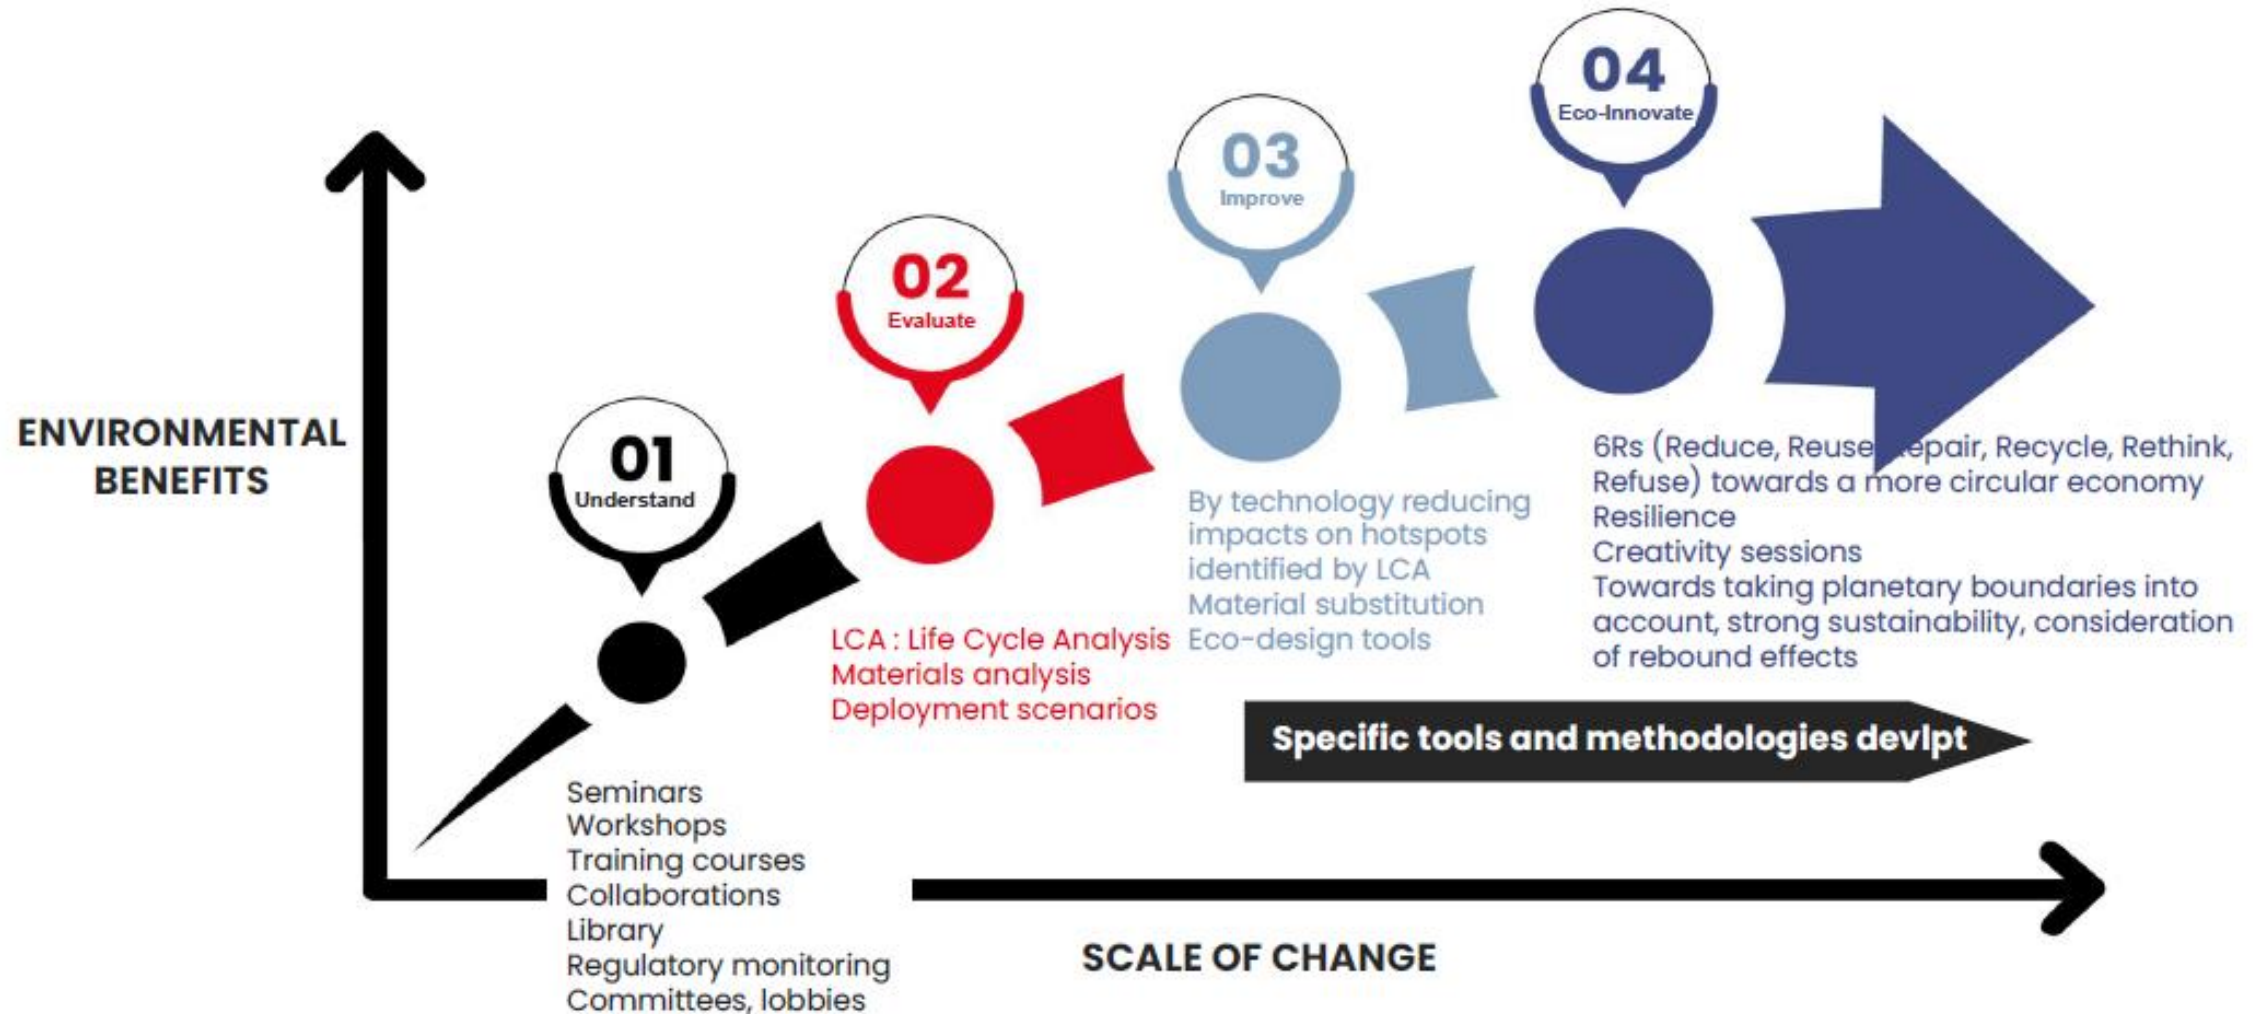 ENVIRONMENTAL
BENEFITS
01
Understand
Seminars
Workshops
Training courses
Collaborations
Library
Regulatory monitoring
Committees, lobbies
02
Evaluate
LCA : Life Cycle Analysis
Materials analysis
Deployment scenarios
03
Improve
By technology reducing
impacts on hotspots
identified by LCA
Material substitution
Eco-design tools
04
Eco-Innovate
6Rs (Reduce, Reuse, Repair, Recycle, Rethink,
Refuse) towards a more circular economy
Resilience
Creativity sessions
Towards taking planetary boundaries into
account, strong sustainability, consideration
of rebound effects
Specific tools and methodologies devlpt
SCALE OF CHANGE